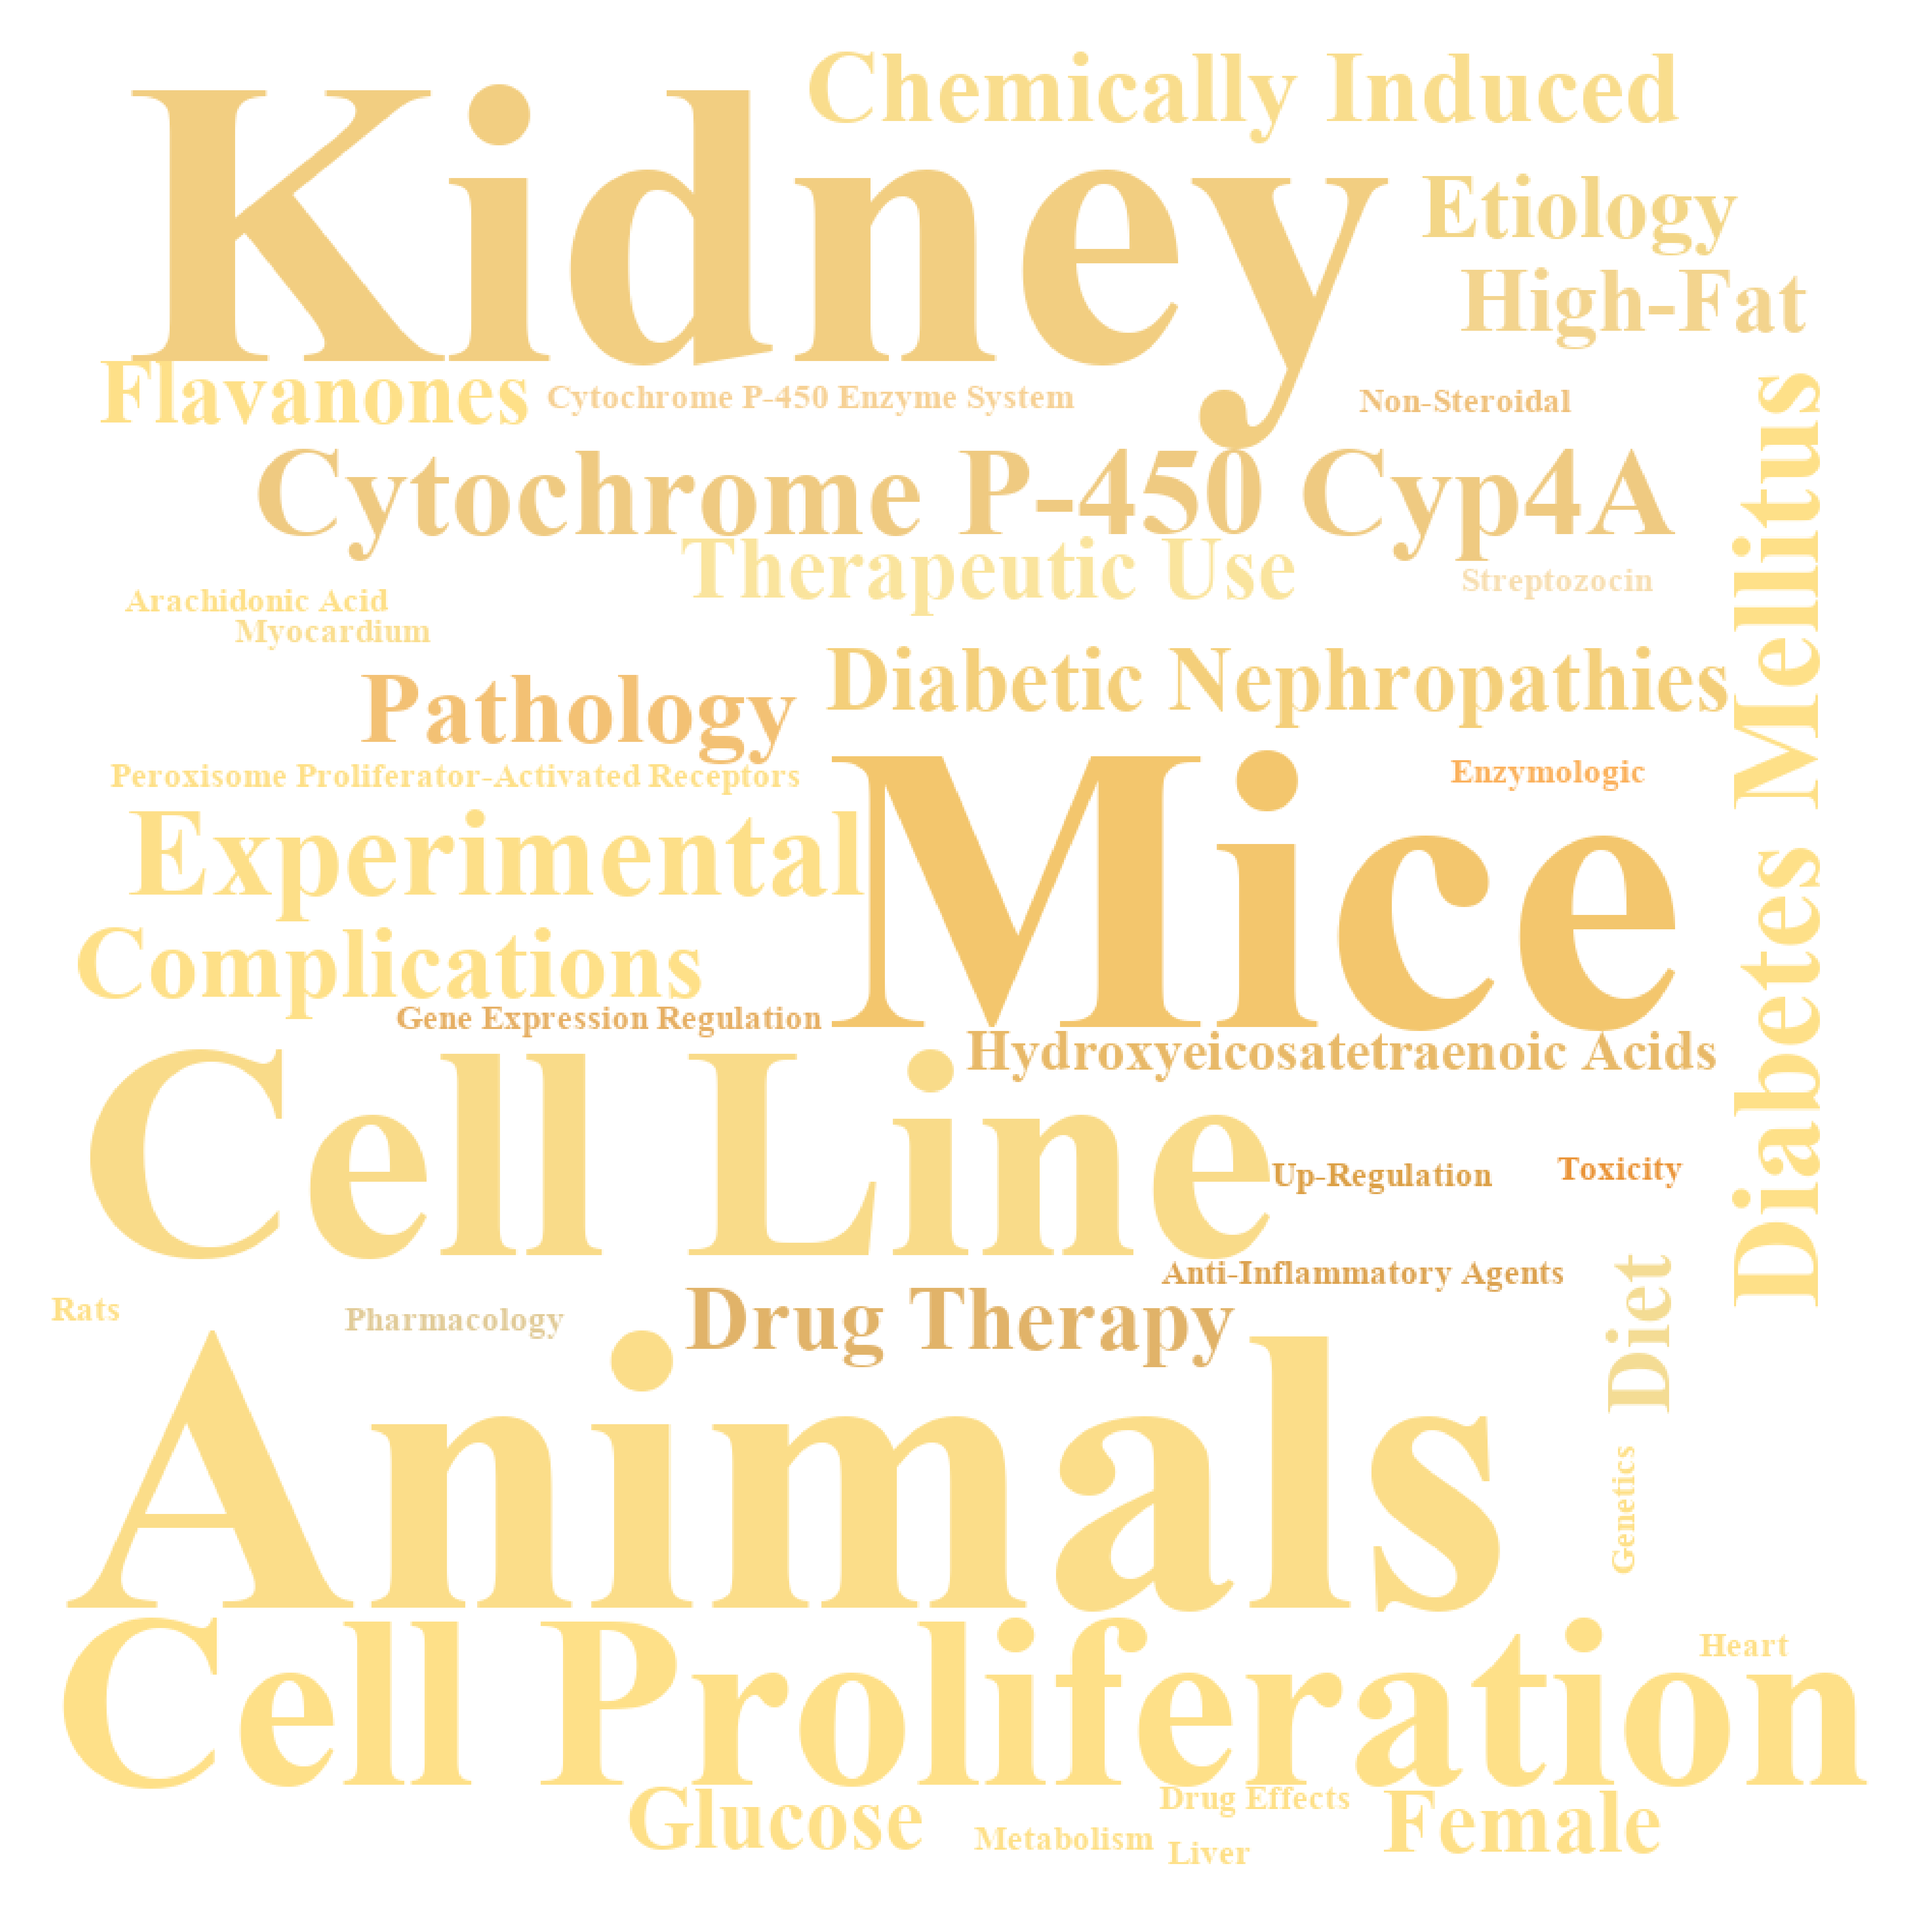 Chemically Induced
Kidney
Etiology
High-Fat
Flavanones
Cytochrome P-450 Enzyme System
Non-Steroidal
Cytochrome P-450 Cyp4A
Therapeutic Use
Streptozocin
Arachidonic Acid
Myocardium
Diabetes Mellitus
Diabetic Nephropathies
Pathology
Peroxisome Proliferator-Activated Receptors
Enzymologic
Mice
Experimental
Complications
Gene Expression Regulation
Hydroxyeicosatetraenoic Acids
Cell Line
Up-Regulation
Toxicity
Anti-Inflammatory Agents
Diet
Rats
Pharmacology
Drug Therapy
Animals
Genetics
Cell Proliferation
Heart
Glucose
Drug Effects
Female
Metabolism
Liver